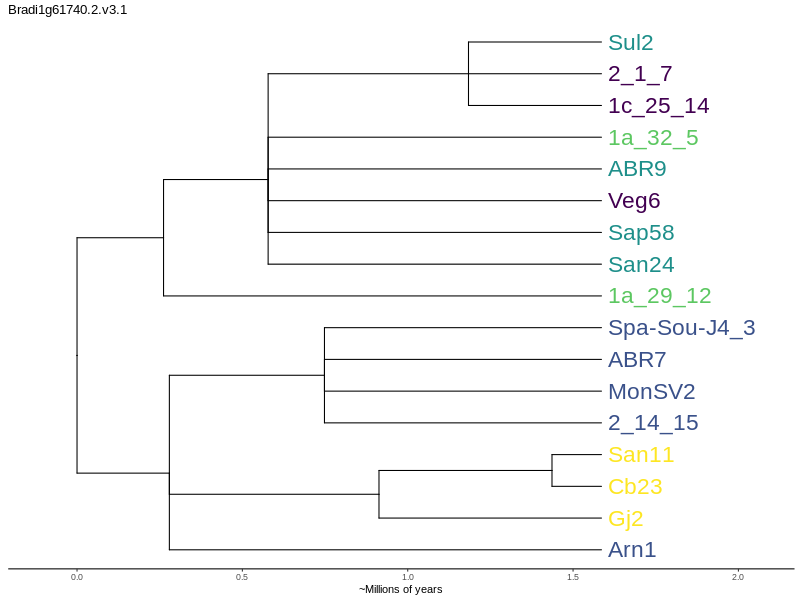 Bradi1g61740.2.v3.1
Sul2
2_1_7
1c_25_14
1a_32_5
ABR9
Veg6
Sap58
San24
1a_29_12
Spa-Sou-J4_3
ABR7
MonSV2
2_14_15
San11
Cb23
Gj2
Arn1
0.0 0.5 1.0 1.5 2.0
~Millions of years